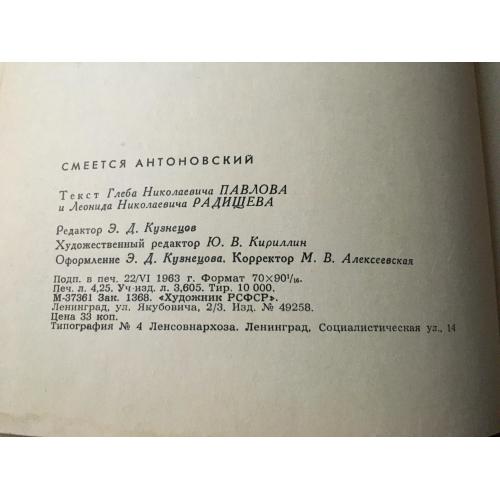 СМЕЕТСЯ АНТОНОВСКИЙ
Текст Глеба Николаевича ПАВЛОВА
и Леонида Николаевича РАДИЩЕВА
Редактор Э. Д. Кузнецов
Художественный редактор Ю. В. Кириллин
Оформление Э. Д. Кузнецова. Корректор М. В. Алексеевская
Подп. в печ. 22/VI 1963 г. Формат 70×90¹/₁₆.
Печ. л. 4,25. Уч-изд. л. 3,605. Тир. 10 000.
М-37361 Зак. 1368. «Художник РСФСР».
Ленинград, ул. Якубовича, 2/3. Изд. № 49258.
Цена 33 коп.
Типография № 4 Ленсовнархоза. Ленинград, Социалистическая ул., 14